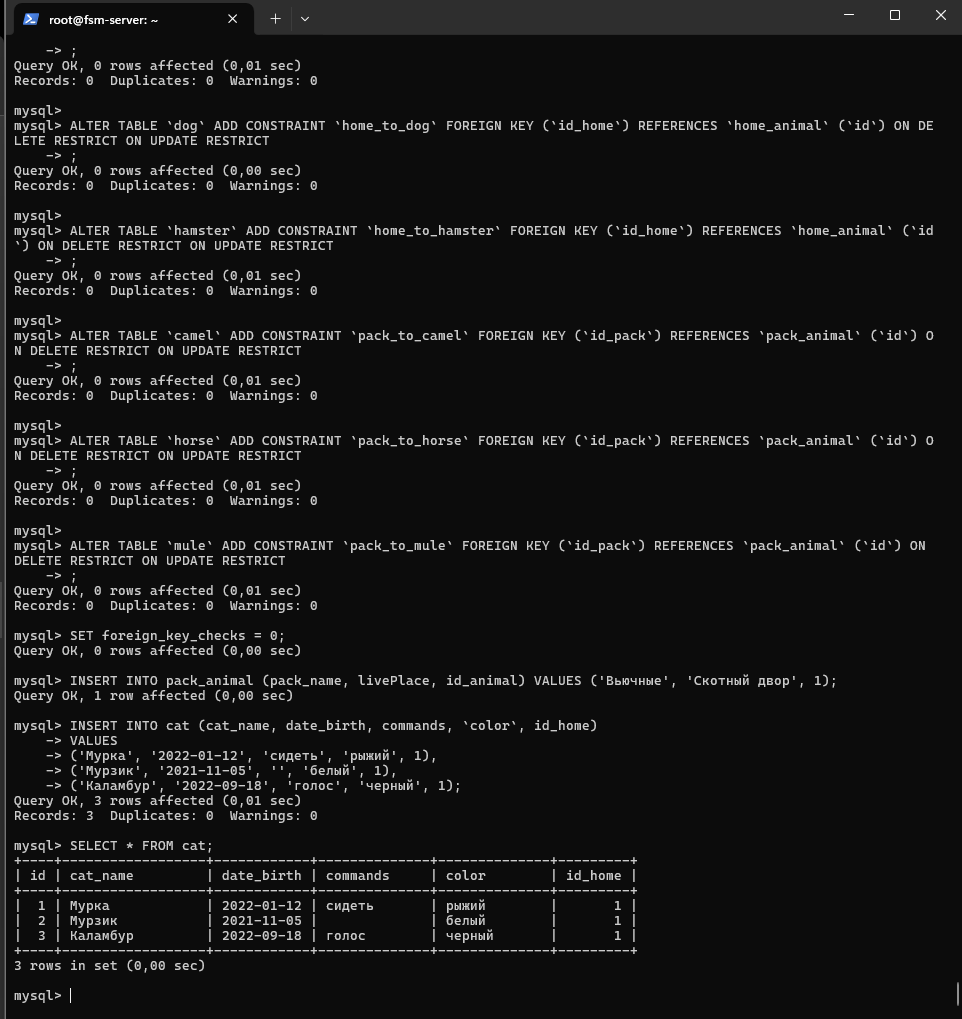 root@fsm-server: ~
-> ;
Query OK, 0 rows affected (0,01 sec)
Records: 0  Duplicates: 0  Warnings: 0
mysql>
mysql> ALTER TABLE `dog` ADD CONSTRAINT `home_to_dog` FOREIGN KEY (`id_home`) REFERENCES `home_animal` (`id`) ON DE
LETE RESTRICT ON UPDATE RESTRICT
-> ;
Query OK, 0 rows affected (0,00 sec)
Records: 0  Duplicates: 0  Warnings: 0
mysql>
mysql> ALTER TABLE `hamster` ADD CONSTRAINT `home_to_hamster` FOREIGN KEY (`id_home`) REFERENCES `home_animal` (`id
`) ON DELETE RESTRICT ON UPDATE RESTRICT
-> ;
Query OK, 0 rows affected (0,01 sec)
Records: 0  Duplicates: 0  Warnings: 0
mysql>
mysql> ALTER TABLE `camel` ADD CONSTRAINT `pack_to_camel` FOREIGN KEY (`id_pack`) REFERENCES `pack_animal` (`id`) O
N DELETE RESTRICT ON UPDATE RESTRICT
-> ;
Query OK, 0 rows affected (0,01 sec)
Records: 0  Duplicates: 0  Warnings: 0
mysql>
mysql> ALTER TABLE `horse` ADD CONSTRAINT `pack_to_horse` FOREIGN KEY (`id_pack`) REFERENCES `pack_animal` (`id`) O
N DELETE RESTRICT ON UPDATE RESTRICT
-> ;
Query OK, 0 rows affected (0,01 sec)
Records: 0  Duplicates: 0  Warnings: 0
mysql>
mysql> ALTER TABLE `mule` ADD CONSTRAINT `pack_to_mule` FOREIGN KEY (`id_pack`) REFERENCES `pack_animal` (`id`) ON
DELETE RESTRICT ON UPDATE RESTRICT
-> ;
Query OK, 0 rows affected (0,01 sec)
Records: 0  Duplicates: 0  Warnings: 0
mysql> SET foreign_key_checks = 0;
Query OK, 0 rows affected (0,00 sec)
mysql> INSERT INTO pack_animal (pack_name, livePlace, id_animal) VALUES ('Вьючные', 'Скотный двор', 1);
Query OK, 1 row affected (0,00 sec)
mysql> INSERT INTO cat (cat_name, date_birth, commands, `color`, id_home)
-> VALUES
-> ('Мурка', '2022-01-12', 'сидеть', 'рыжий', 1),
-> ('Мурзик', '2021-11-05', '', 'белый', 1),
-> ('Каламбур', '2022-09-18', 'голос', 'черный', 1);
Query OK, 3 rows affected (0,01 sec)
Records: 3  Duplicates: 0  Warnings: 0
mysql> SELECT * FROM cat;
+----+------------------+------------+--------------+--------------+---------+
| id | cat_name         | date_birth | commands     | color        | id_home |
+----+------------------+------------+--------------+--------------+---------+
|  1 | Мурка            | 2022-01-12 | сидеть       | рыжий        |       1 |
|  2 | Мурзик           | 2021-11-05 |              | белый        |       1 |
|  3 | Каламбур         | 2022-09-18 | голос        | черный       |       1 |
+----+------------------+------------+--------------+--------------+---------+
3 rows in set (0,00 sec)
mysql>